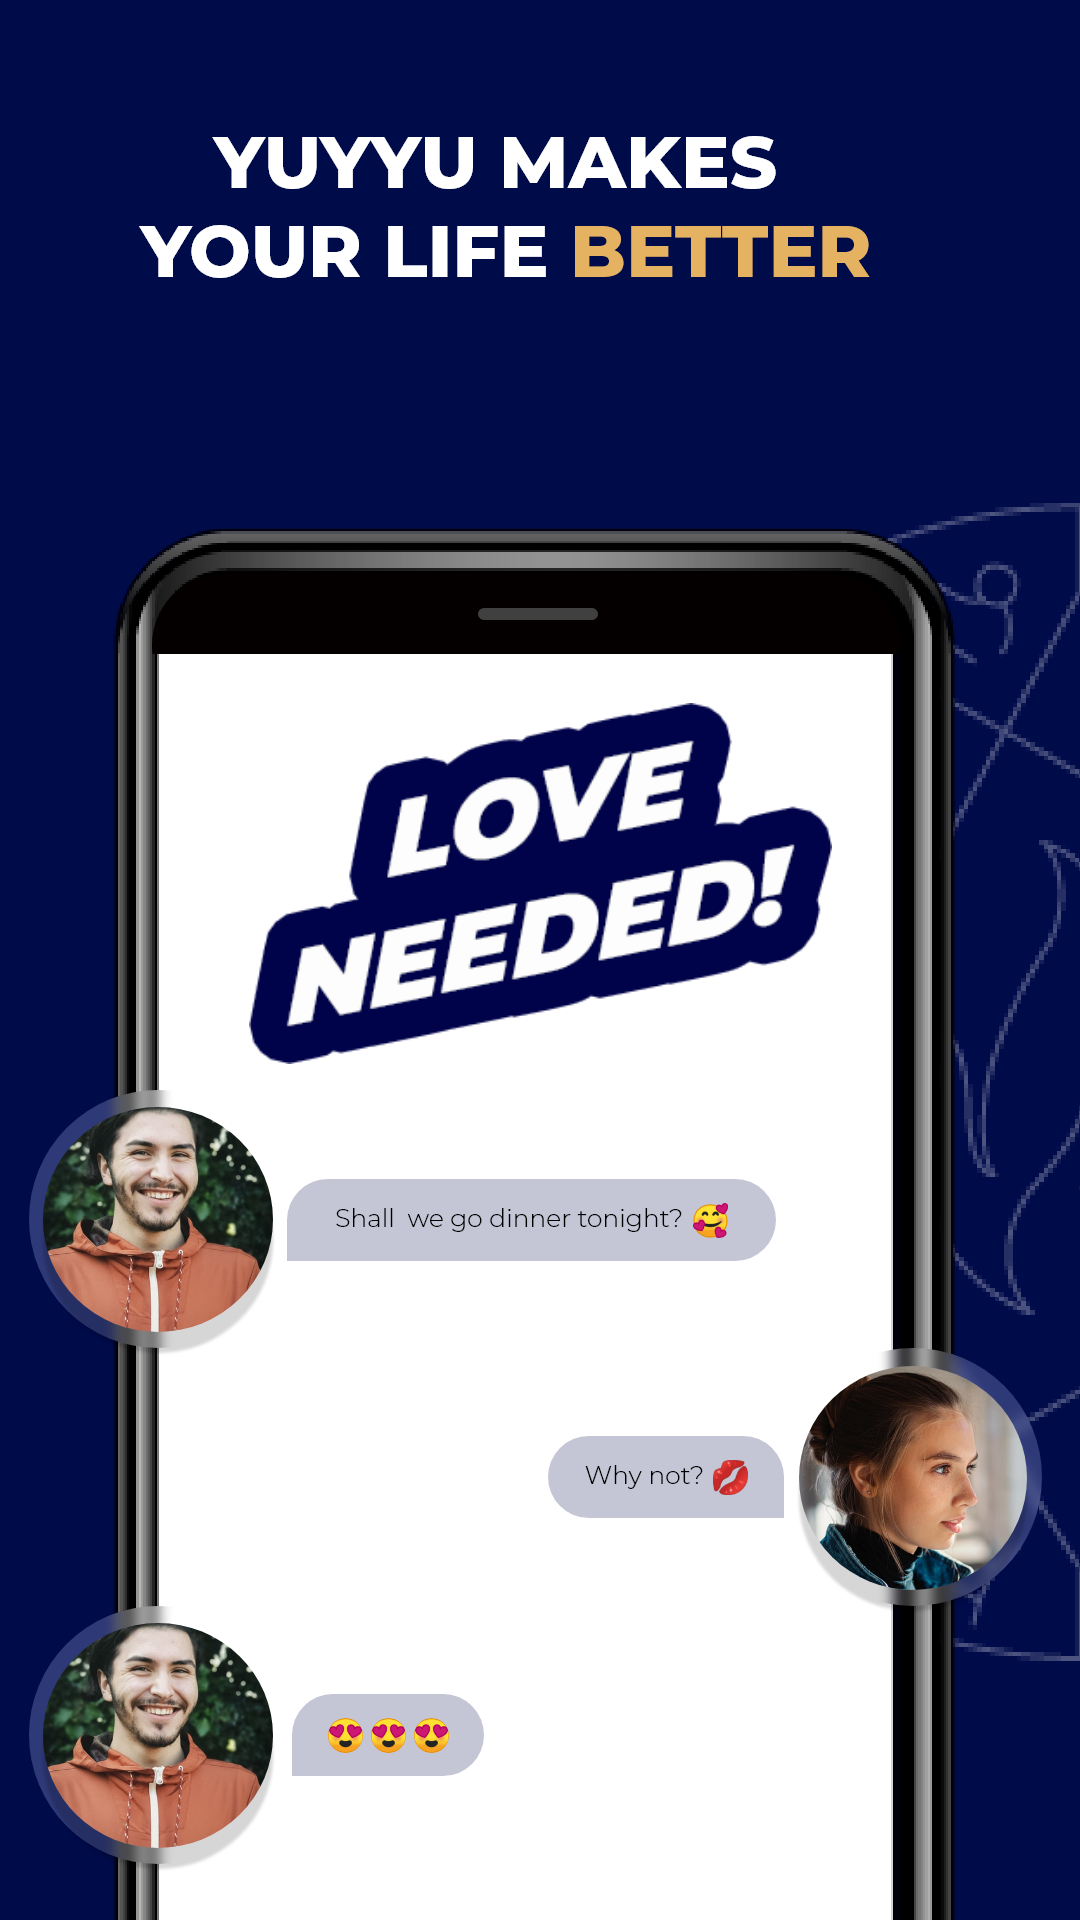 YUYYU MAKES
YOUR LIFE BETTER
LOVE
NEEDED!
Shall  we go dinner tonight? 🥰
Why not? 💋
😍😍😍